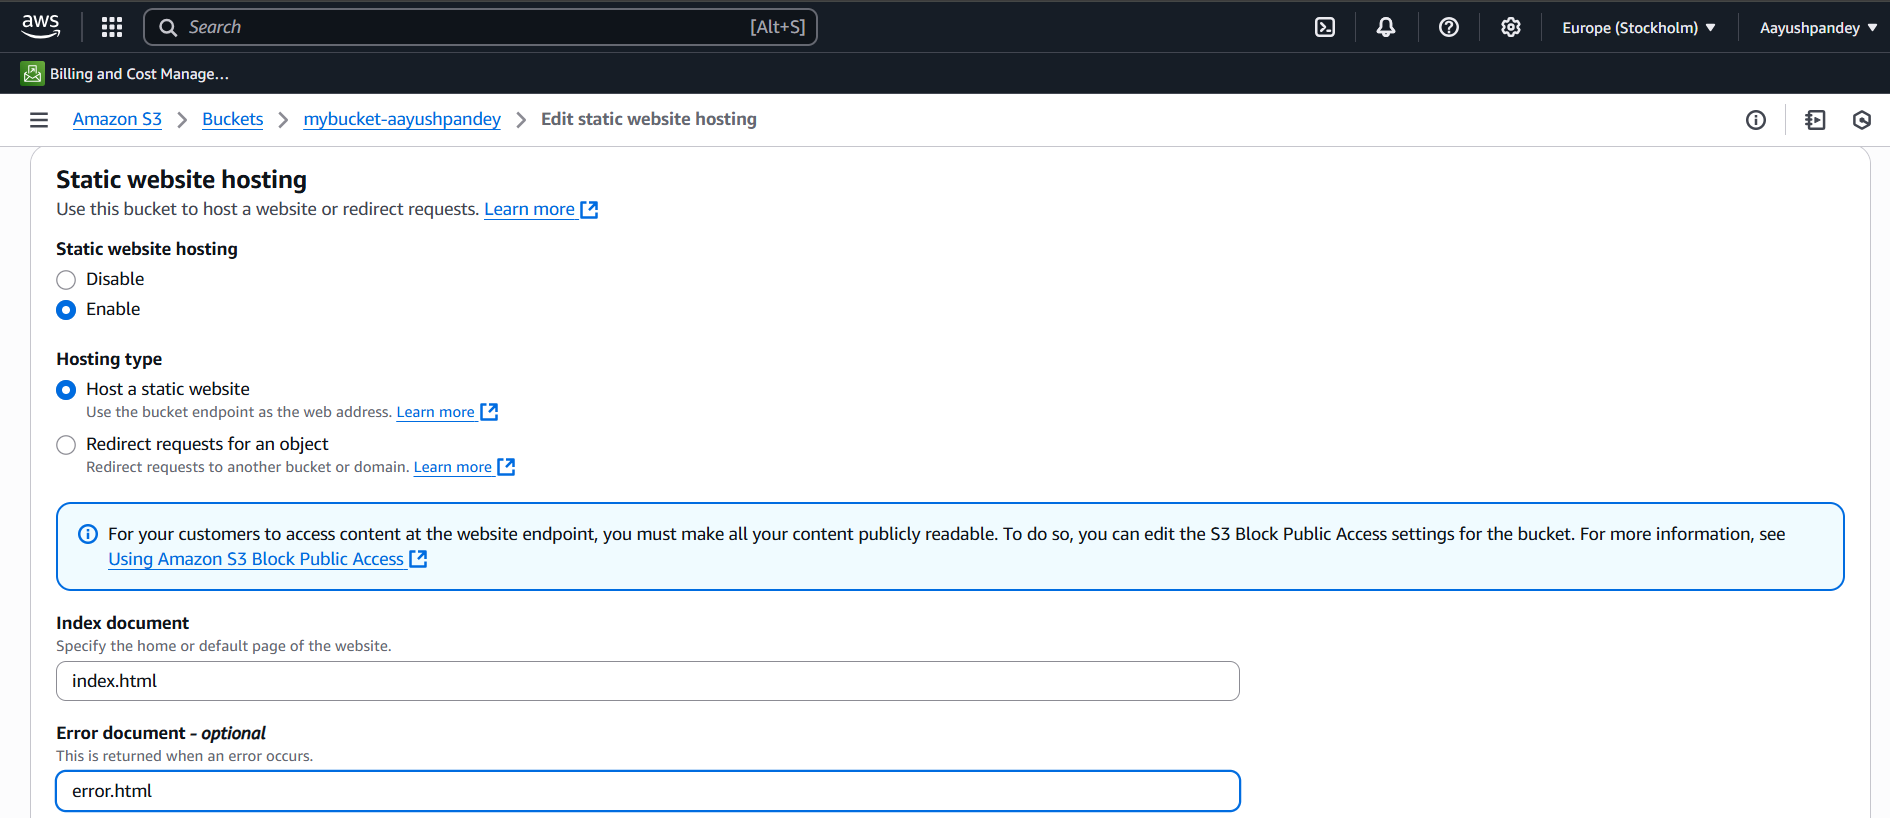 aws
Search [Alt+S] Europe (Stockholm) Aayushpandey
Billing and Cost Manage...
Amazon S3 Buckets mybucket-aayushpandey Edit static website hosting
Static website hosting
Use this bucket to host a website or redirect requests. Learn more
Static website hosting
Disable
Enable
Hosting type
Host a static website
Use the bucket endpoint as the web address. Learn more
Redirect requests for an object
Redirect requests to another bucket or domain. Learn more
For your customers to access content at the website endpoint, you must make all your content publicly readable. To do so, you can edit the S3 Block Public Access settings for the bucket. For more information, see
Using Amazon S3 Block Public Access
Index document
Specify the home or default page of the website.
index.html
Error document - optional
This is returned when an error occurs.
error.html